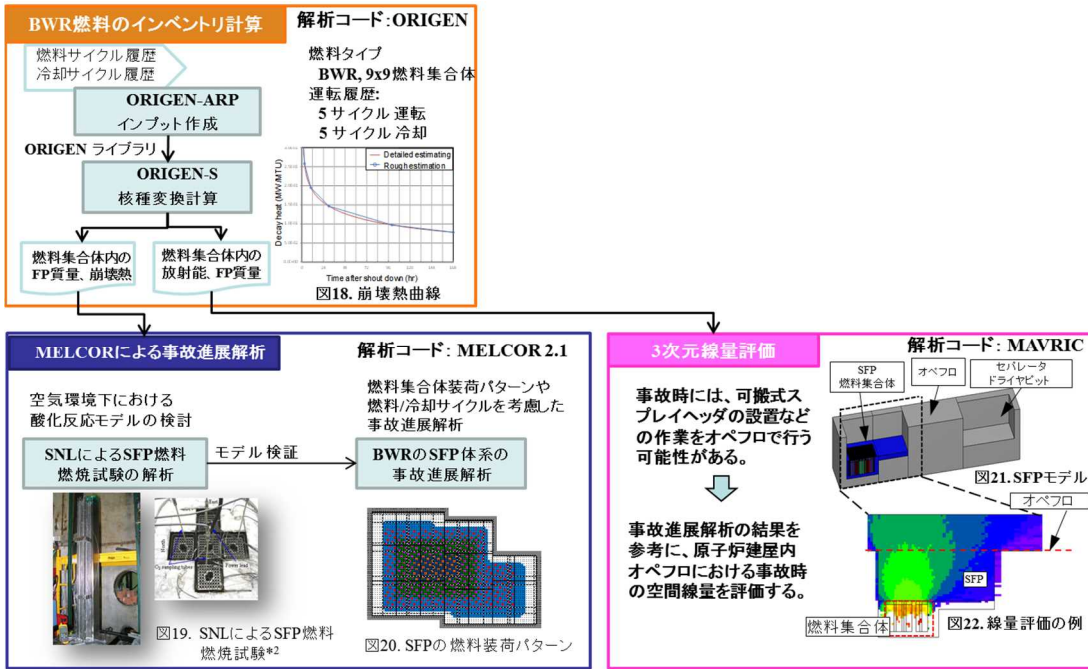 BWR燃料のインベントリ計算
解析コード:ORIGEN
燃料サイクル履歴
冷却サイクル履歴
ORIGEN-ARP
インプット作成
ORIGEN ライブラリ
ORIGEN-S
核種変換計算
燃料集合体内の
FP質量、崩壊熱
燃料集合体内の
放射能、FP質量
燃料タイプ
BWR, 9x9燃料集合体
運転履歴:
5 サイクル 運転
5 サイクル 冷却
Detailed estimating
Rough estimation
Decay heat (MW/MTU)
Time after shout down (hr)
図18. 崩壊熱曲線
MELCORによる事故進展解析
解析コード: MELCOR 2.1
空気環境下における
酸化反応モデルの検討
燃料集合体装荷パターンや
燃料/冷却サイクルを考慮した
事故進展解析
SNLによるSFP燃料
燃焼試験の解析
モデル検証
BWRのSFP体系の
事故進展解析
図19. SNLによるSFP燃料
燃焼試験*2
図20. SFPの燃料装荷パターン
3次元線量評価
解析コード: MAVRIC
事故時には、可搬式ス
プレイヘッダの設置など
の作業をオペフロで行う
可能性がある。
事故進展解析の結果を
参考に、原子炉建屋内
オペフロにおける事故時
の空間線量を評価する。
SFP
燃料集合体
オペフロ
セパレータ
ドライヤピット
図21. SFPモデル
オペフロ
SFP
燃料集合体
図22. 線量評価の例